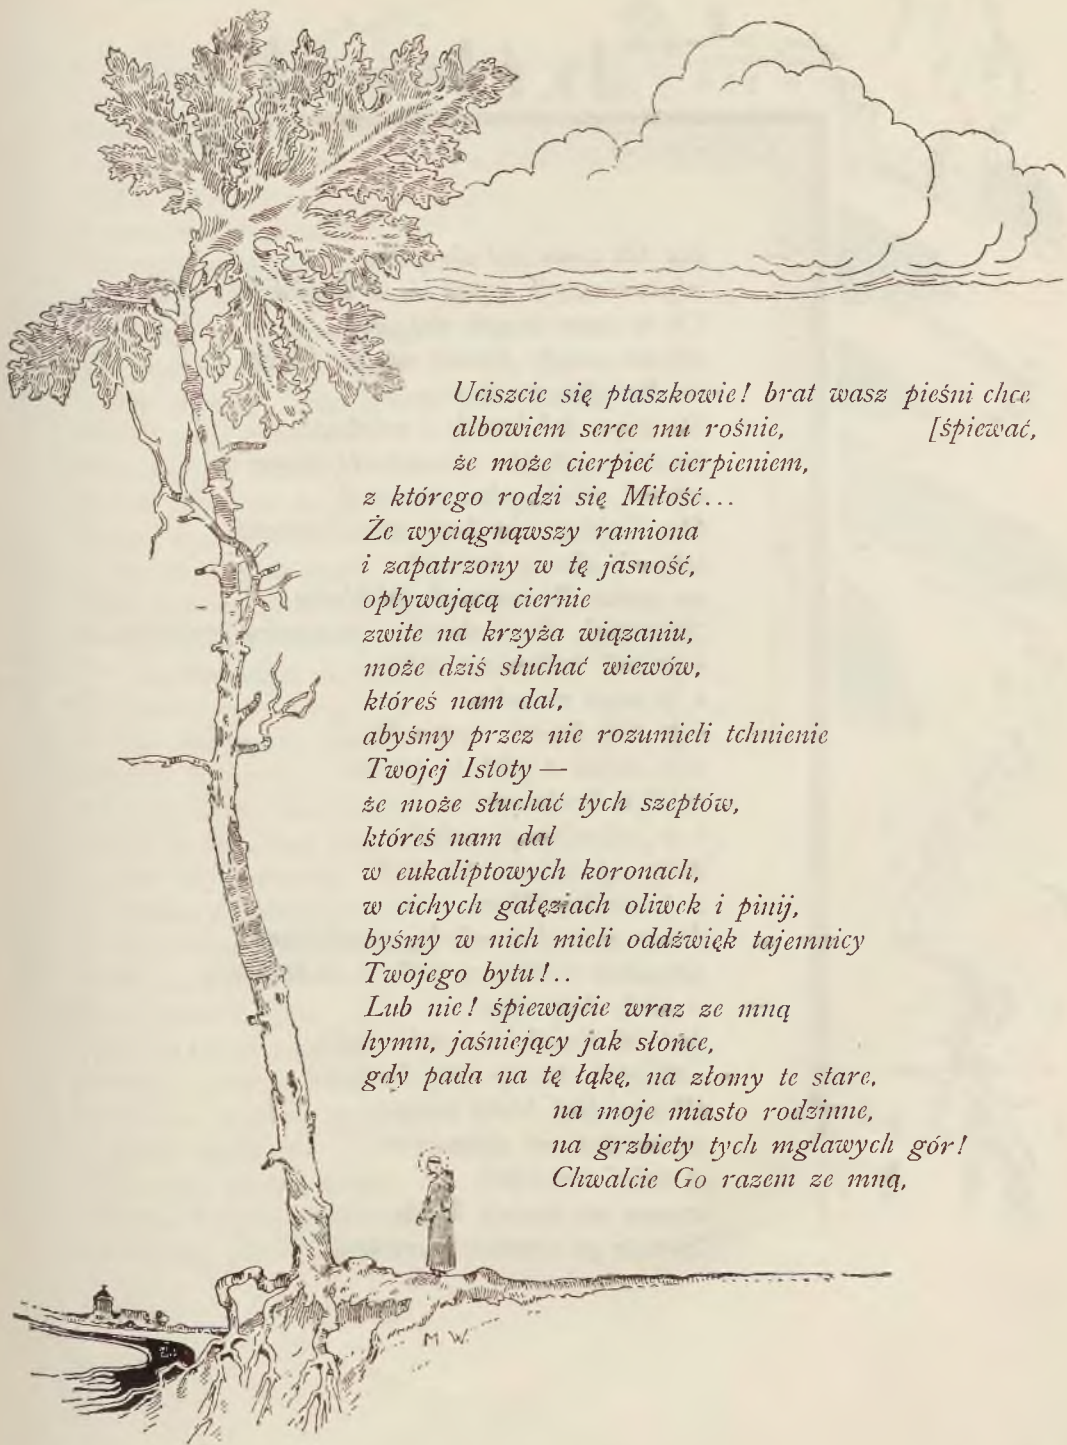 Uciszcie się ptaszkowie! brat wasz pieśni chce
albowiem serce mu rośnie, [śpiewać,
że może cierpieć cierpieniem,
z którego rodzi się Miłość...
Że wyciągnąwszy ramiona
i zapatrzony w tę jasność,
opływającą ciernie
zwite na krzyża wiązaniu,
może dziś słuchać wiewów,
któreś nam dal,
abyśmy przez nie rozumieli tchnienie
Twojej Istoty —
że może słuchać tych szeptów,
któreś nam dal
w eukaliptowych koronach,
w cichych gałęziach oliwek i pinij,
byśmy w nich mieli oddźwięk tajemnicy
Twojego bytu!..
Lub nie! śpiewajcie wraz ze mną
hymn, jaśniejący jak słońce,
gdy pada na tę łąkę, na złomy te stare,
na moje miasto rodzinne,
na grzbiety tych mglawych gór!
Chwalcie Go razem ze mną,
M W.